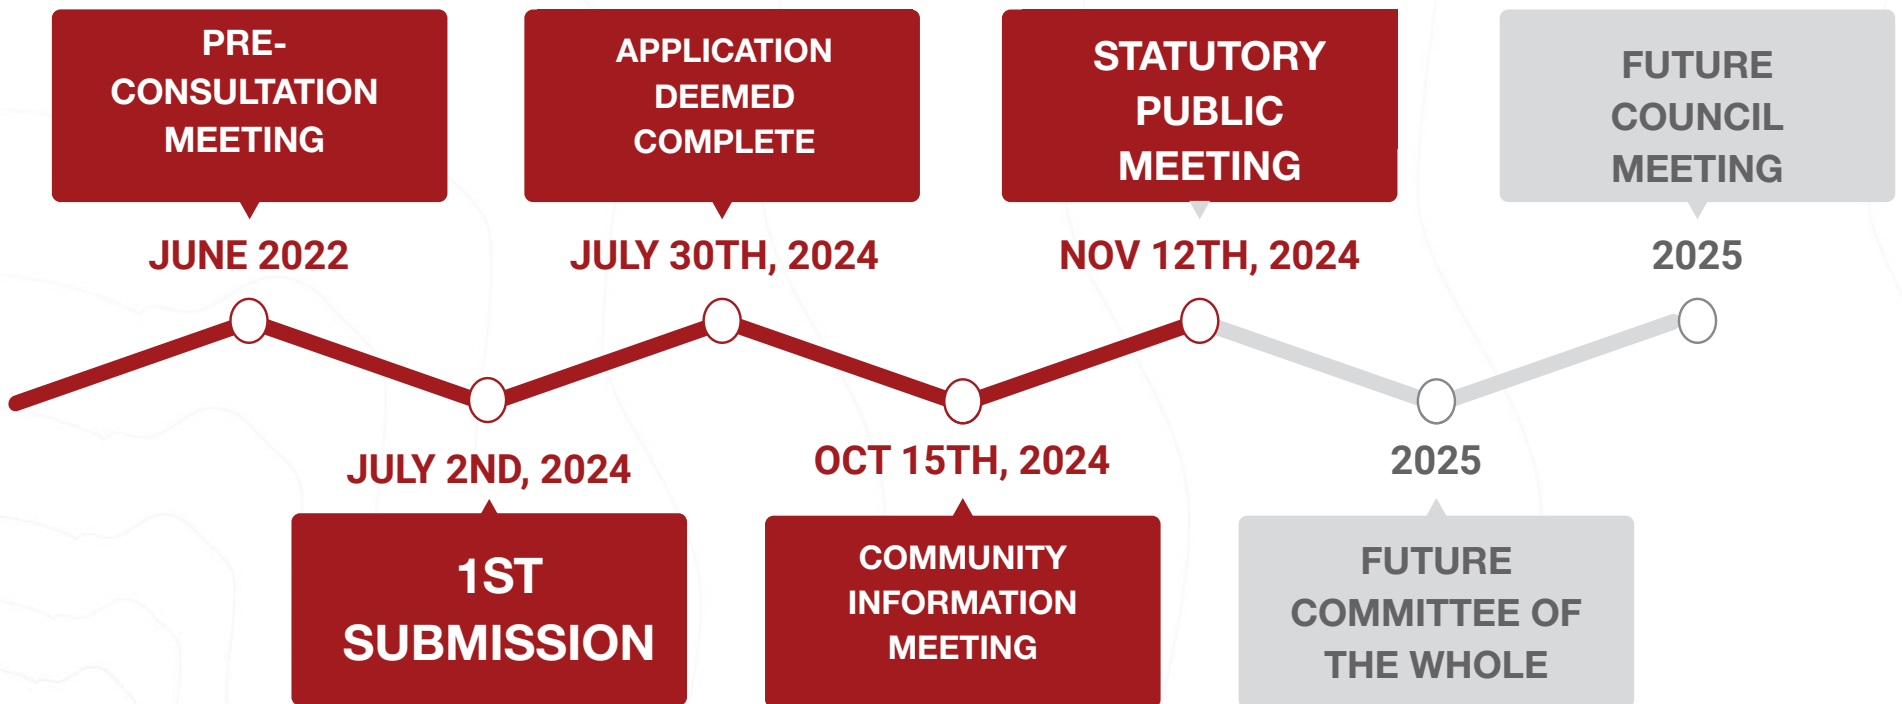 PRE-
CONSULTATION
MEETING
JUNE 2022
JULY 2ND, 2024
1ST
SUBMISSION
APPLICATION
DEEMED
COMPLETE
JULY 30TH, 2024
OCT 15TH, 2024
COMMUNITY
INFORMATION
MEETING
STATUTORY
PUBLIC
MEETING
NOV 12TH, 2024
2025
FUTURE
COMMITTEE OF
THE WHOLE
FUTURE
COUNCIL
MEETING
2025